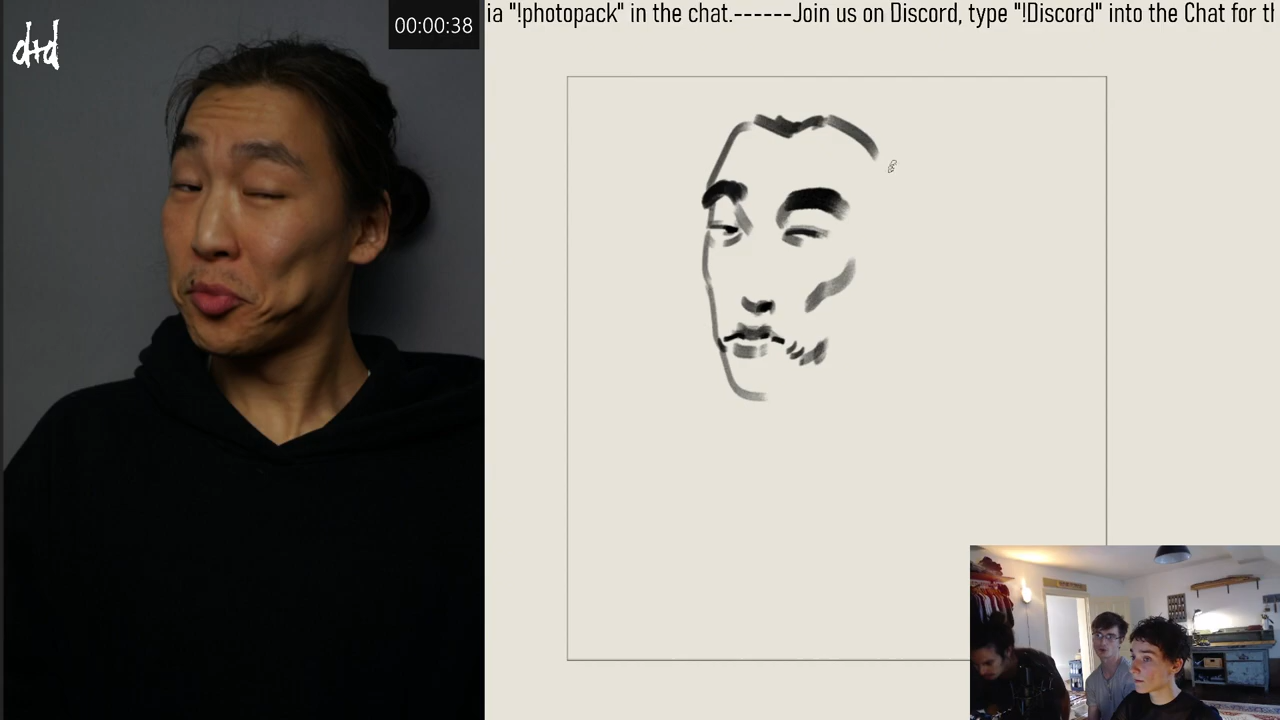 d+d
00:00:38
ia "!photopack" in the chat.------Join us on Discord, type "!Discord" into the Chat for th